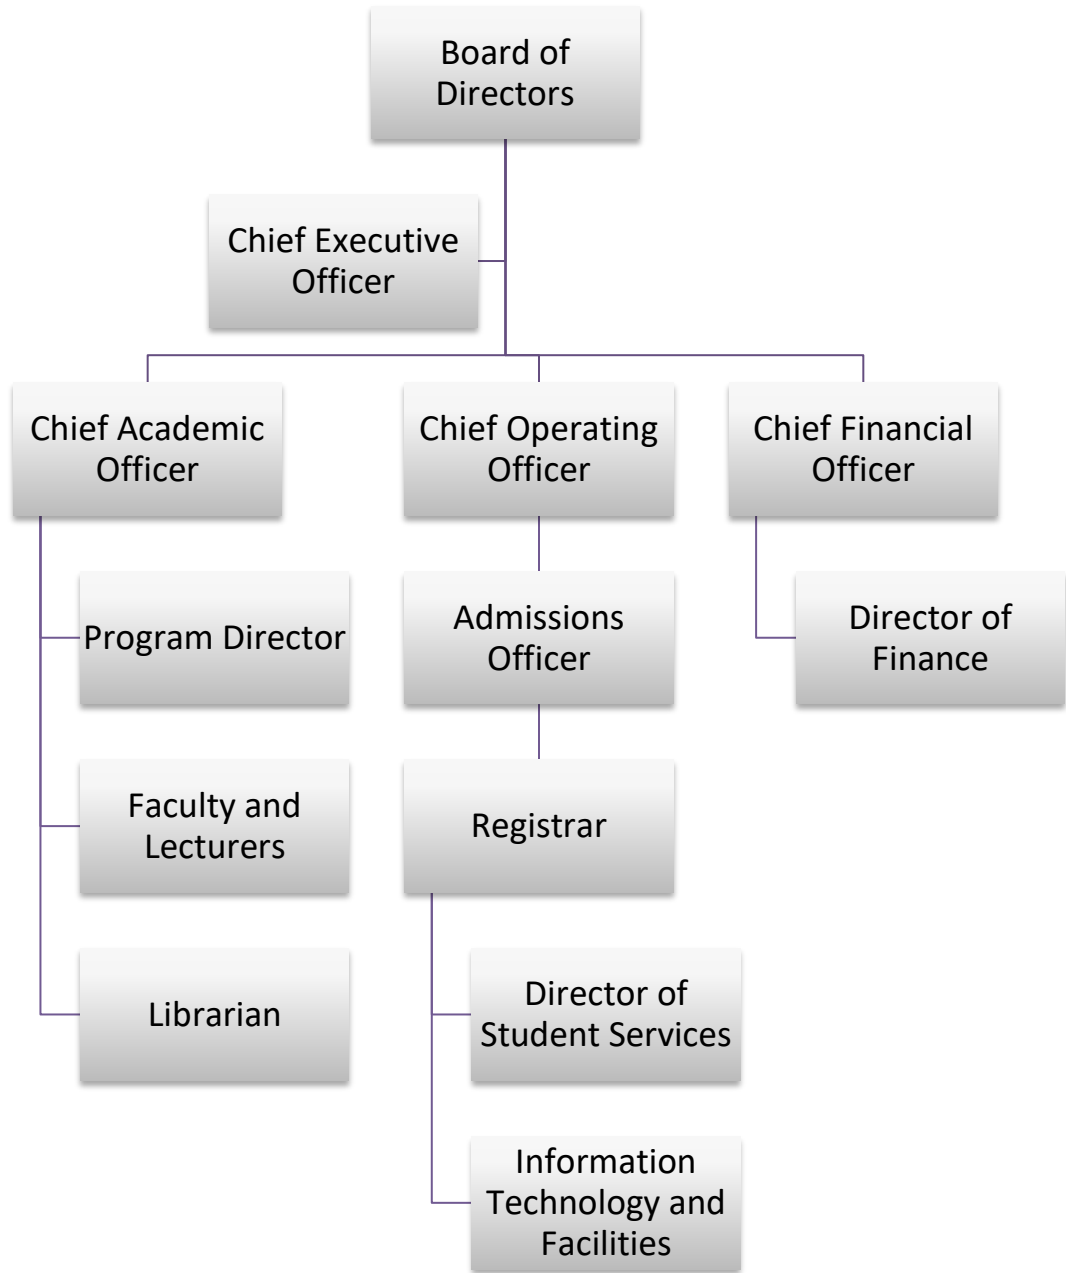 Board of
Directors
Chief Executive
Officer
Chief Academic
Officer
Chief Operating
Officer
Chief Financial
Officer
Program Director
Admissions
Officer
Director of
Finance
Faculty and
Lecturers
Registrar
Librarian
Director of
Student Services
Information
Technology and
Facilities